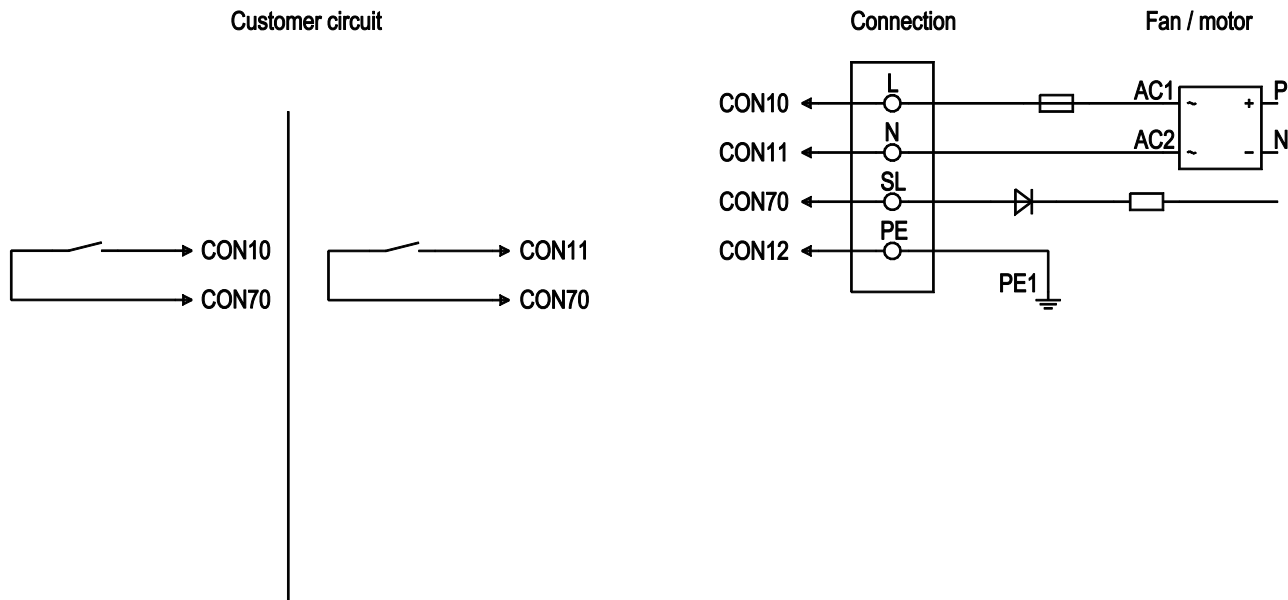 Customer circuit
CON10
CON70
CON11
CON70
Connection
Fan / motor
L
CON10
AC1
~
+
P
N
CON11
AC2
~
–
N
SL
CON70
PE
CON12
PE1